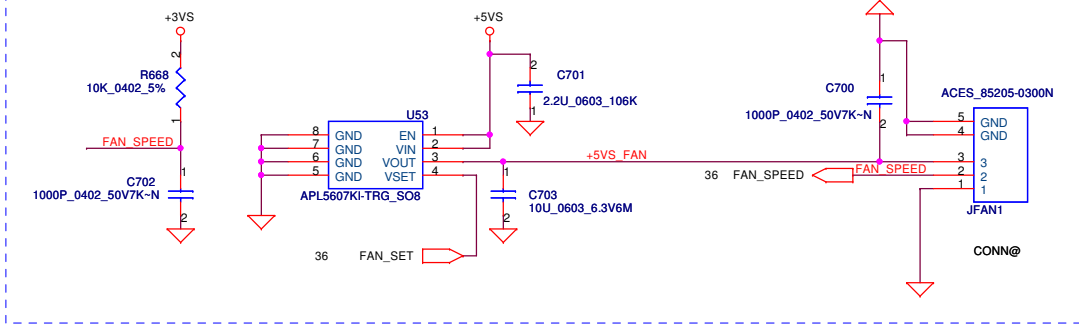 +3VS
2
R668
10K_0402_5%
1
FAN_SPEED
1
C702
1000P_0402_50V7K~N
2
+5VS
2
C701
2.2U_0603_106K
1
U53
8 GND EN 1
7 GND VIN 2
6 GND VOUT 3
5 GND VSET 4
APL5607KI-TRG_SO8
+5VS_FAN
1
C703
10U_0603_6.3V6M
2
36 FAN_SET
1
C700
1000P_0402_50V7K~N
2
ACES_85205-0300N
5 GND
4 GND
3 3
2 2
1 1
36 FAN_SPEED
FAN_SPEED
JFAN1
CONN@